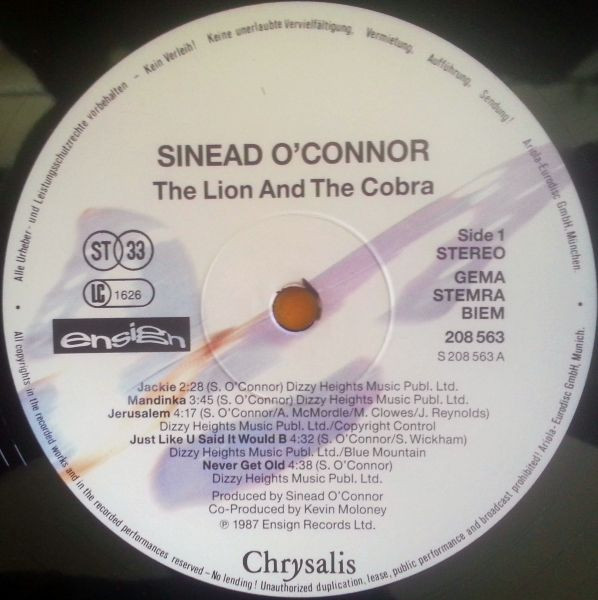 Alle Urheber- und Leistungsschutzrechte vorbehalten – Kein Verleih! Keine unerlaubte Vervielfältigung, Vermietung, Aufführung, Sendung! Ariola-Eurodisc GmbH, München.
SINEAD O'CONNOR
The Lion And The Cobra
ST 33
LC 1626
ensign
Side 1
STEREO
GEMA
STEMRA
BIEM
208 563
S 208 563 A
Jackie 2:28 (S. O'Connor) Dizzy Heights Music Publ. Ltd.
Mandinka 3:45 (S. O'Connor) Dizzy Heights Music Publ. Ltd.
Jerusalem 4:17 (S. O'Connor/A. McMordle/M. Clowes/J. Reynolds)
Dizzy Heights Music Publ. Ltd./Copyright Control
Just Like U Said It Would B 4:32 (S. O'Connor/S. Wickham)
Dizzy Heights Music Publ. Ltd./Blue Mountain
Never Get Old 4:38 (S. O'Connor)
Dizzy Heights Music Publ. Ltd.
Produced by Sinead O'Connor
Co-Produced by Kevin Moloney
℗ 1987 Ensign Records Ltd.
Chrysalis
All copyrights in the recorded works and in the recorded performances reserved – No lending! Unauthorized duplication, lease, public performance and broadcast prohibited! Ariola-Eurodisc GmbH, Munich.